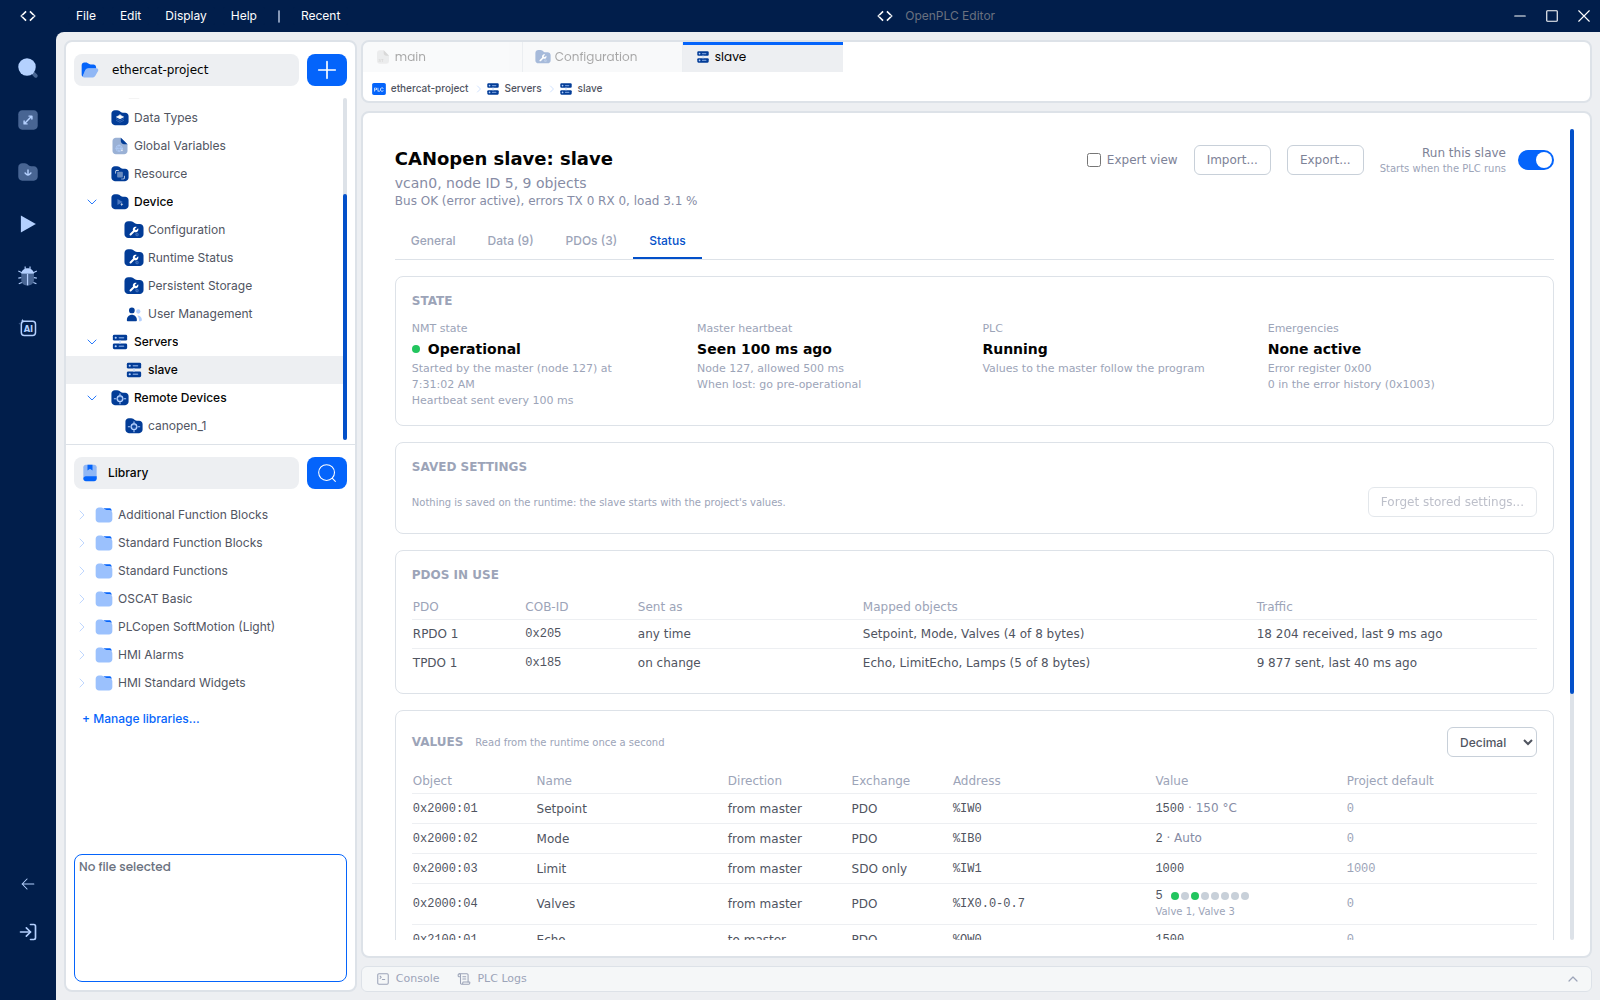 File Edit Display Help | Recent
OpenPLC Editor
ethercat-project
Data Types
Global Variables
Resource
Device
Configuration
Runtime Status
Persistent Storage
User Management
Servers
slave
Remote Devices
canopen_1
Library
Additional Function Blocks
Standard Function Blocks
Standard Functions
OSCAT Basic
PLCopen SoftMotion (Light)
HMI Alarms
HMI Standard Widgets
+ Manage libraries...
No file selected
main Configuration slave
PLC ethercat-project Servers slave
CANopen slave: slave
vcan0, node ID 5, 9 objects
Bus OK (error active), errors TX 0 RX 0, load 3.1 %
Expert view Import... Export...
Run this slave
Starts when the PLC runs
General Data (9) PDOs (3) Status
STATE
NMT state
Operational
Started by the master (node 127) at
7:31:02 AM
Heartbeat sent every 100 ms
Master heartbeat
Seen 100 ms ago
Node 127, allowed 500 ms
When lost: go pre-operational
PLC
Running
Values to the master follow the program
Emergencies
None active
Error register 0x00
0 in the error history (0x1003)
SAVED SETTINGS
Nothing is saved on the runtime: the slave starts with the project's values.
Forget stored settings...
PDOS IN USE
PDO COB-ID Sent as Mapped objects Traffic
RPDO 1 0x205 any time Setpoint, Mode, Valves (4 of 8 bytes) 18 204 received, last 9 ms ago
TPDO 1 0x185 on change Echo, LimitEcho, Lamps (5 of 8 bytes) 9 877 sent, last 40 ms ago
VALUES Read from the runtime once a second Decimal
Object Name Direction Exchange Address Value Project default
0x2000:01 Setpoint from master PDO %IW0 1500 · 150 °C 0
0x2000:02 Mode from master PDO %IB0 2 · Auto 0
0x2000:03 Limit from master SDO only %IW1 1000 1000
0x2000:04 Valves from master PDO %IX0.0-0.7 5 0
Valve 1, Valve 3
0x2100:01 Echo to master PDO %QW0 1500 0
Console PLC Logs
AI